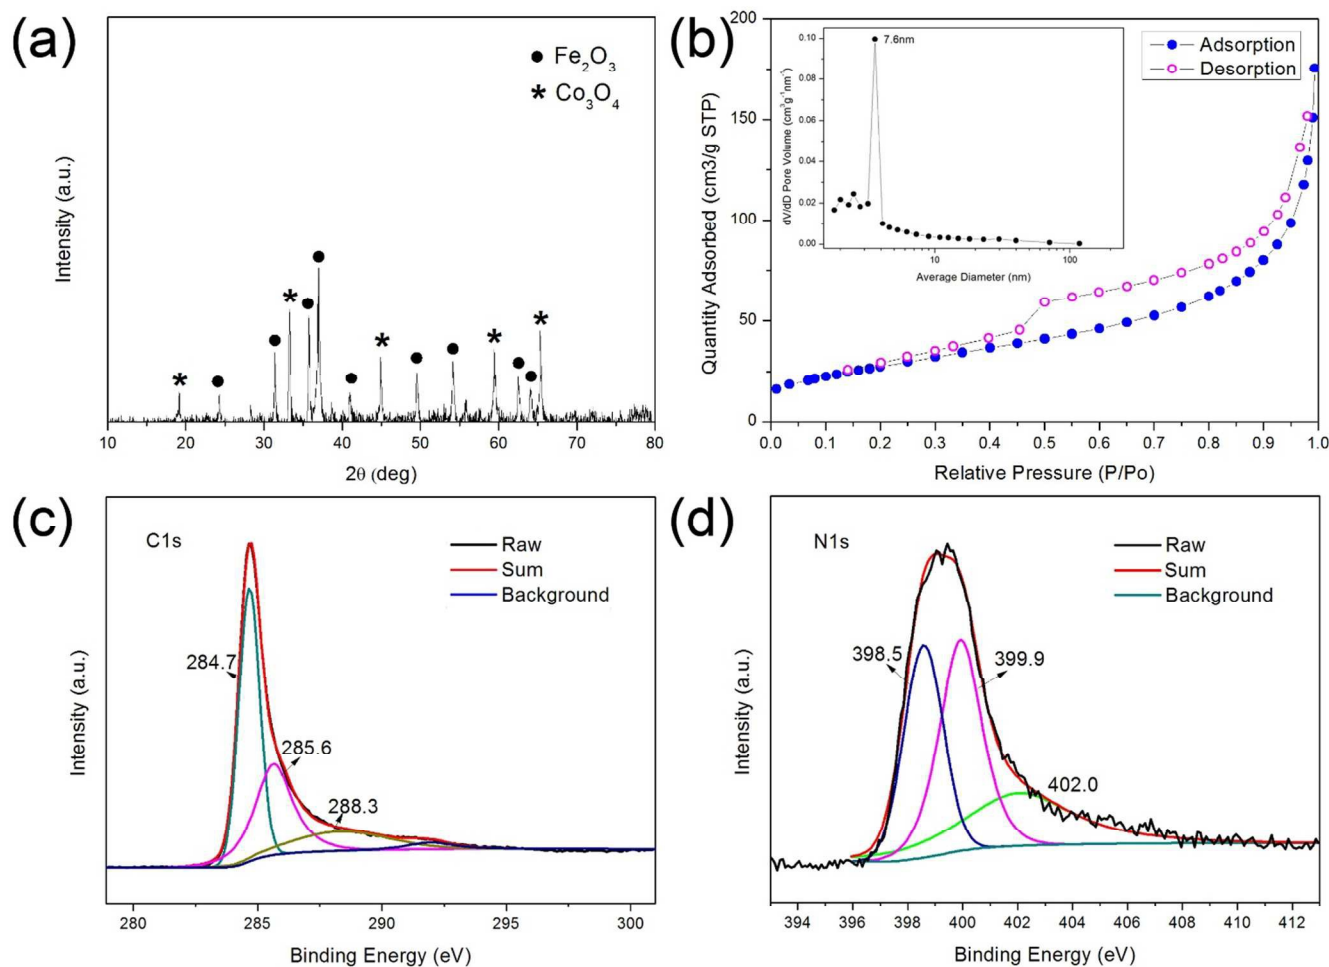 (a)
● Fe₂O₃
* Co₃O₄
Intensity (a.u.)
10 20 30 40 50 60 70 80
2θ (deg)
(b)
200
150
100
50
0
Quantity Adsorbed (cm3/g STP)
Adsorption
Desorption
0.10
0.08
0.06
0.04
0.02
0.00
dV/dD Pore Volume (cm³g⁻¹nm⁻¹)
7.6nm
10 100
Average Diameter (nm)
0.0 0.1 0.2 0.3 0.4 0.5 0.6 0.7 0.8 0.9 1.0
Relative Pressure (P/Po)
(c)
C1s
Raw
Sum
Background
284.7
285.6
288.3
Intensity (a.u.)
280 285 290 295 300
Binding Energy (eV)
(d)
N1s
Raw
Sum
Background
398.5
399.9
402.0
Intensity (a.u.)
394 396 398 400 402 404 406 408 410 412
Binding Energy (eV)